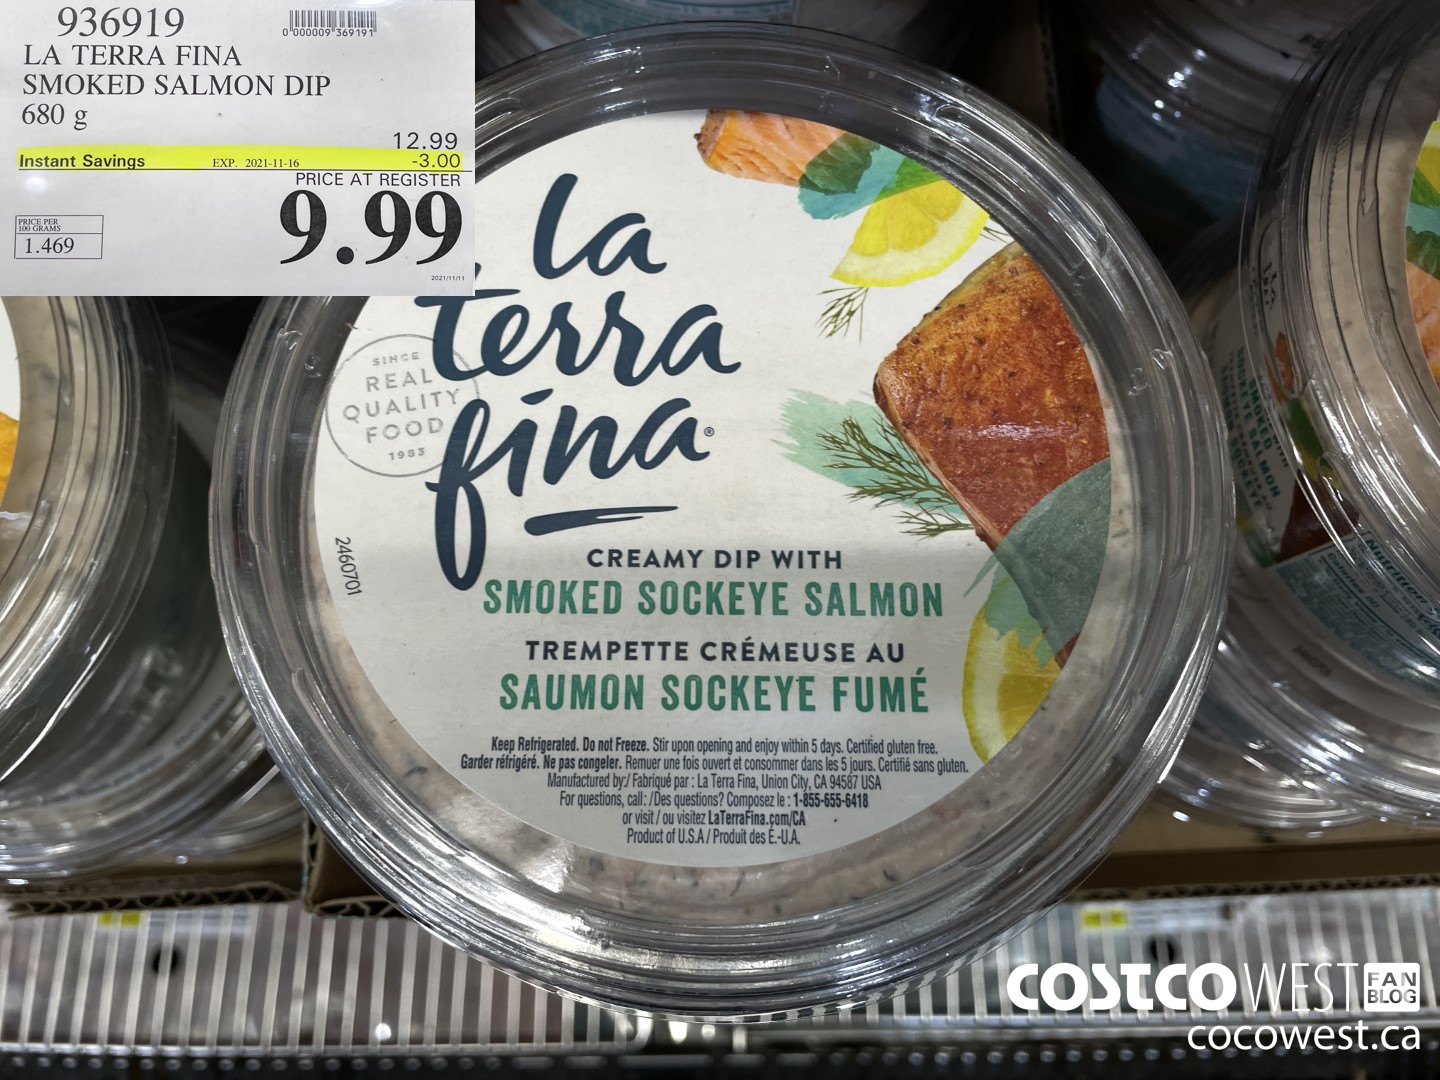 936919
0"000009"369191"
LA TERRA FINA
SMOKED SALMON DIP
680 g
12.99
Instant Savings EXP. 2021-11-16 -3.00
PRICE AT REGISTER
9.99
PRICE PER
100 GRAMS
1.469
2021/11/11
la
terra
fina®
SINCE
REAL
QUALITY
FOOD
1983
2460701
CREAMY DIP WITH
SMOKED SOCKEYE SALMON
TREMPETTE CRÉMEUSE AU
SAUMON SOCKEYE FUMÉ
Keep Refrigerated. Do not Freeze. Stir upon opening and enjoy within 5 days. Certified gluten free.
Garder réfrigéré. Ne pas congeler. Remuer une fois ouvert et consommer dans les 5 jours. Certifié sans gluten.
Manufactured by:/ Fabriqué par : La Terra Fina, Union City, CA 94587 USA
For questions, call: /Des questions? Composez le : 1-855-655-6418
or visit / ou visitez LaTerraFina.com/CA
Product of U.S.A / Produit des É.-U.A.
SMOKED
SOCKEYE SALMON
COSTCO WEST FAN BLOG
cocowest.ca